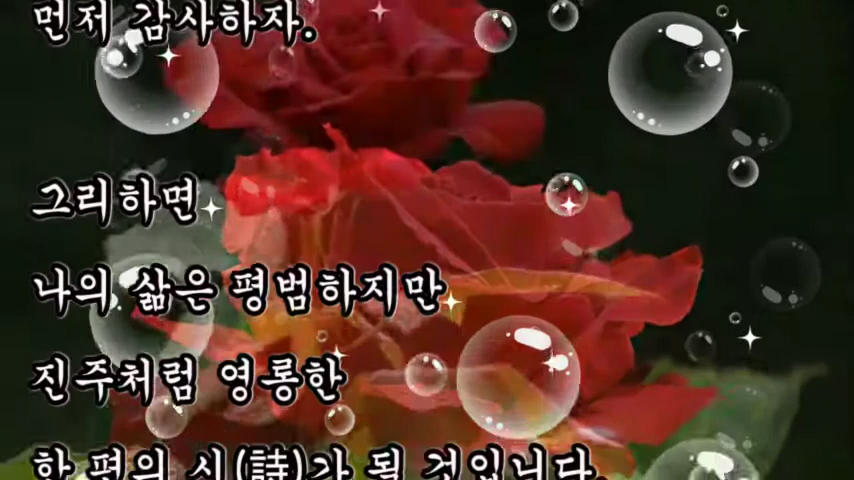 먼저 감사하자.
그리하면
나의 삶은 평범하지만
진주처럼 영롱한
한 편의 시(詩)가 될 것입니다.